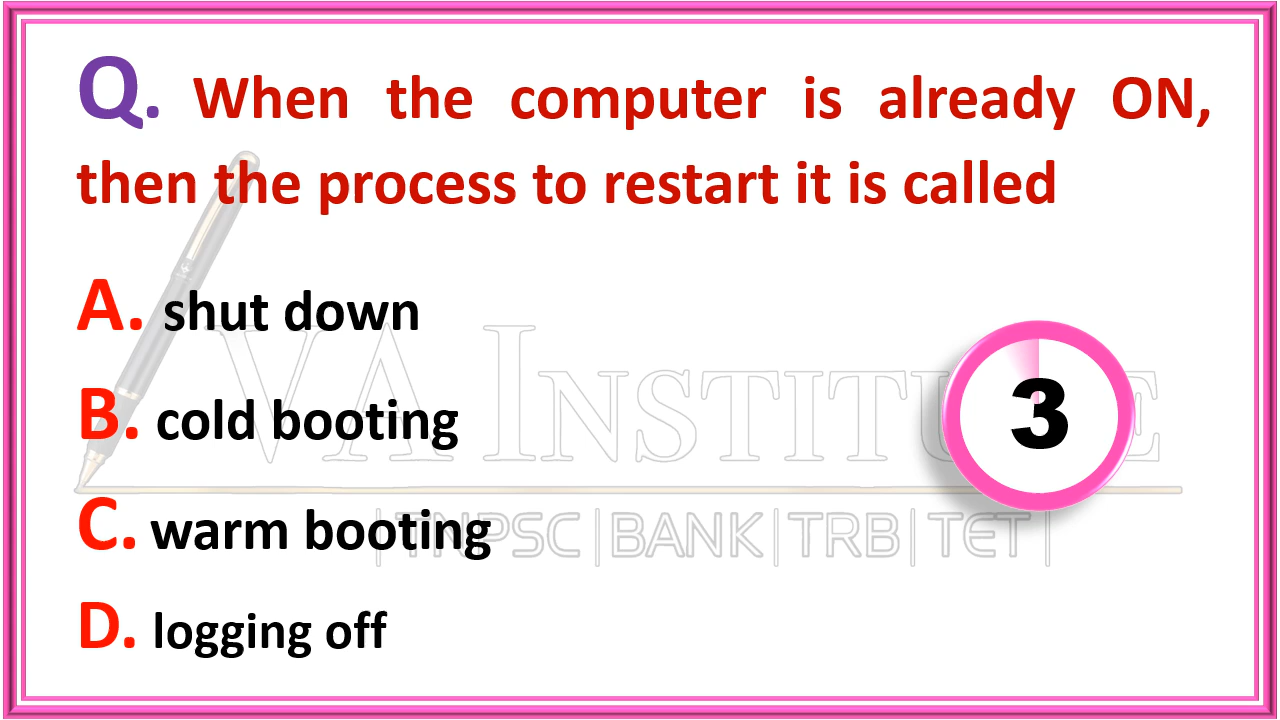 Q. When the computer is already ON,
then the process to restart it is called
A. shut down
B. cold booting
C. warm booting
D. logging off
3
VA INSTITUTE
|TNPSC|BANK|TRB|TET|